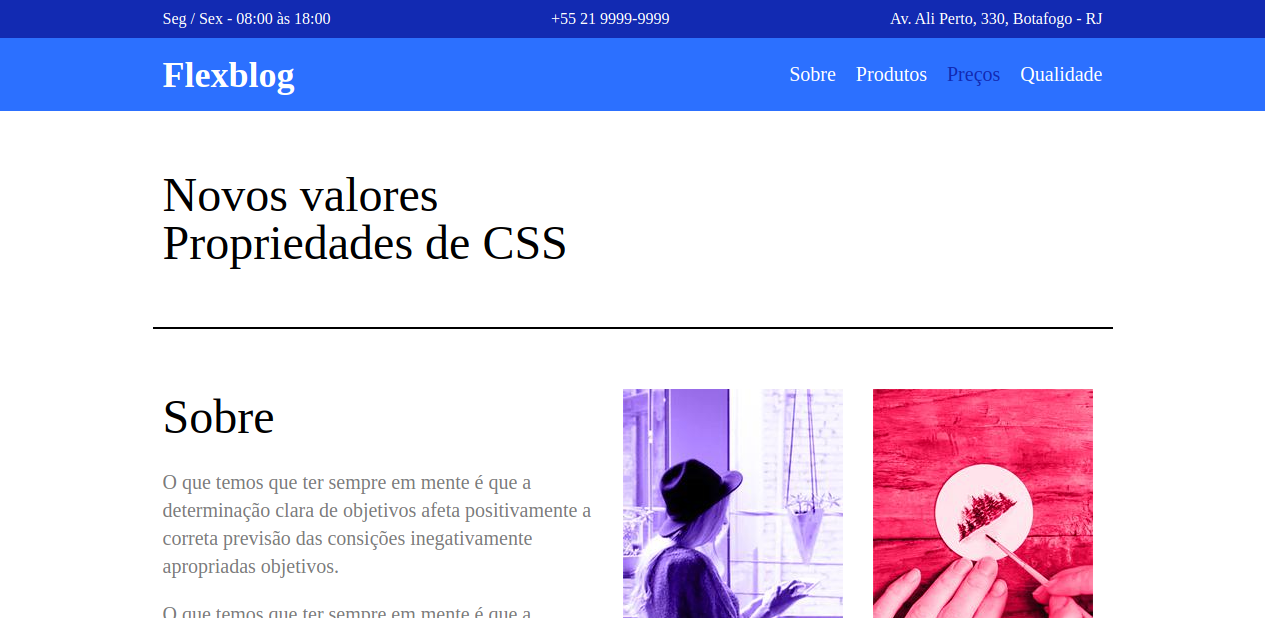 Seg / Sex - 08:00 às 18:00
+55 21 9999-9999
Av. Ali Perto, 330, Botafogo - RJ
Flexblog
Sobre
Produtos
Preços
Qualidade
Novos valores
Propriedades de CSS
Sobre
O que temos que ter sempre em mente é que a
determinação clara de objetivos afeta positivamente a
correta previsão das consições inegativamente
apropriadas objetivos.
O que temos que ter sempre em mente é que a